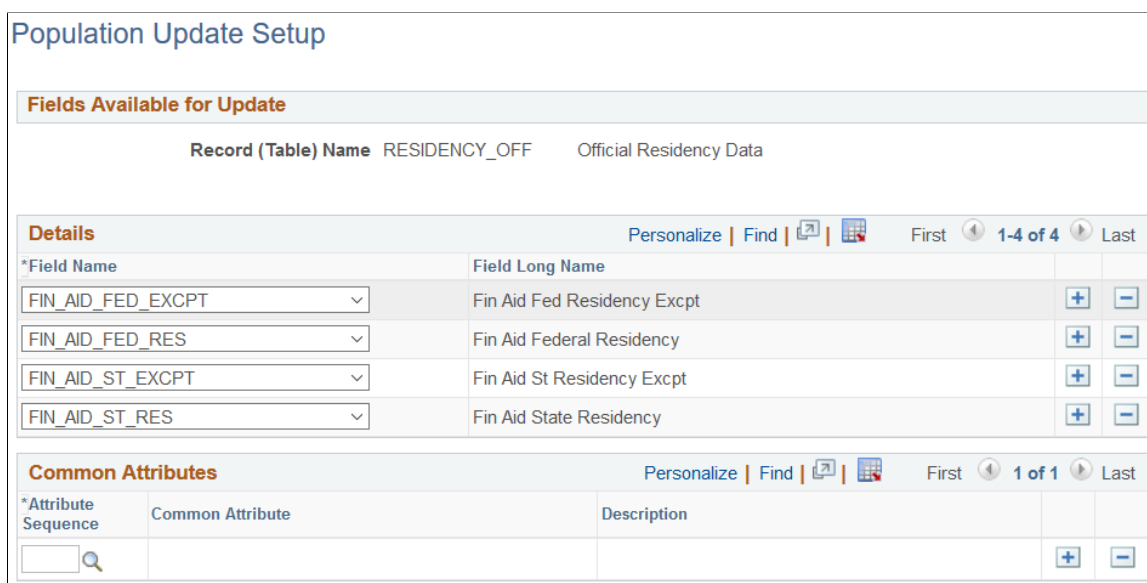 Population Update Setup
Fields Available for Update
Record (Table) Name RESIDENCY_OFF Official Residency Data
Details Personalize | Find | | First 1-4 of 4 Last
*Field Name Field Long Name
FIN_AID_FED_EXCPT Fin Aid Fed Residency Excpt
FIN_AID_FED_RES Fin Aid Federal Residency
FIN_AID_ST_EXCPT Fin Aid St Residency Excpt
FIN_AID_ST_RES Fin Aid State Residency
Common Attributes Personalize | Find | | First 1 of 1 Last
*Attribute
Sequence Common Attribute Description